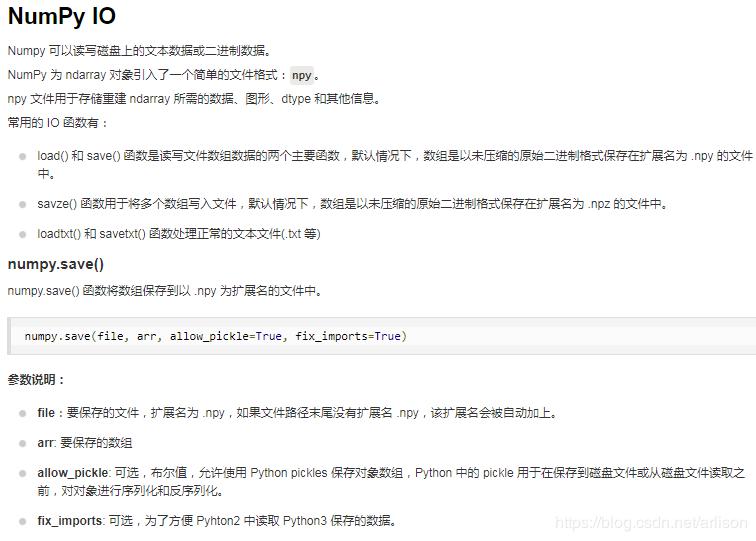 NumPy IO
Numpy 可以读写磁盘上的文本数据或二进制数据。
NumPy 为 ndarray 对象引入了一个简单的文件格式：npy。
npy 文件用于存储重建 ndarray 所需的数据、图形、dtype 和其他信息。
常用的 IO 函数有：
load() 和 save() 函数是读写文件数组数据的两个主要函数，默认情况下，数组是以未压缩的原始二进制格式保存在扩展名为 .npy 的文件
中。
savze() 函数用于将多个数组写入文件，默认情况下，数组是以未压缩的原始二进制格式保存在扩展名为 .npz 的文件中。
loadtxt() 和 savetxt() 函数处理正常的文本文件(.txt 等)
numpy.save()
numpy.save() 函数将数组保存到以 .npy 为扩展名的文件中。
numpy.save(file, arr, allow_pickle=True, fix_imports=True)
参数说明：
file：要保存的文件，扩展名为 .npy，如果文件路径末尾没有扩展名 .npy，该扩展名会被自动加上。
arr: 要保存的数组
allow_pickle: 可选，布尔值，允许使用 Python pickles 保存对象数组，Python 中的 pickle 用于在保存到磁盘文件或从磁盘文件读取之
前，对对象进行序列化和反序列化。
fix_imports: 可选，为了方便 Pyhton2 中读取 Python3 保存的数据。
https://blog.csdn.net/arlison